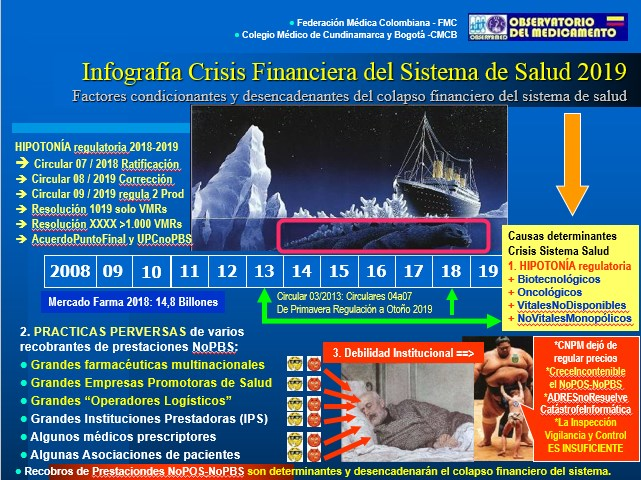 ● Federación Médica Colombiana - FMC
● Colegio Médico de Cundinamarca y Bogotà -CMCB
OBSERVAMED
OBSERVATORIO
DEL MEDICAMENTO
Infografía Crisis Financiera del Sistema de Salud 2019
Factores condicionantes y desencadenantes del colapso financiero del sistema de salud
HIPOTONÍA regulatoria 2018-2019
➔ Circular 07 / 2018 Ratificación
➔ Circular 08 / 2019 Corrección
➔ Circular 09 / 2019 regula 2 Prod
➔ Resolución 1019 solo VMRs
➔ Resolución XXXX >1.000 VMRs
➔ AcuerdoPuntoFinal y UPCnoPBS
2008 09 10 11 12 13 14 15 16 17 18 19
Mercado Farma 2018: 14,8 Billones
Circular 03/2013: Circulares 04a07
De Primavera Regulación a Otoño 2019
Causas determinantes
Crisis Sistema Salud
1. HIPOTONÍA regulatoria
+ Biotecnológicos
+ Oncológicos
+ VitalesNoDisponibles
+ NoVitalesMonopólicos
2. PRACTICAS PERVERSAS de varios
recobrantes de prestaciones NoPBS:
● Grandes farmacéuticas multinacionales
● Grandes Empresas Promotoras de Salud
● Grandes “Operadores Logísticos”
● Grandes Instituciones Prestadoras (IPS)
● Algunos médicos prescriptores
● Algunas Asociaciones de pacientes
3. Debilidad Institucional ==>
*CNPM dejó de
regular precios
*CreceIncontenible
el NoPOS-NoPBS
*ADRESnoResuelve
CatástrofeInformática
*La Inspección
Vigilancia y Control
ES INSUFICIENTE
● Recobros de Prestaciondes NoPOS-NoPBS son determinantes y desencadenarán el colapso financiero del sistema.